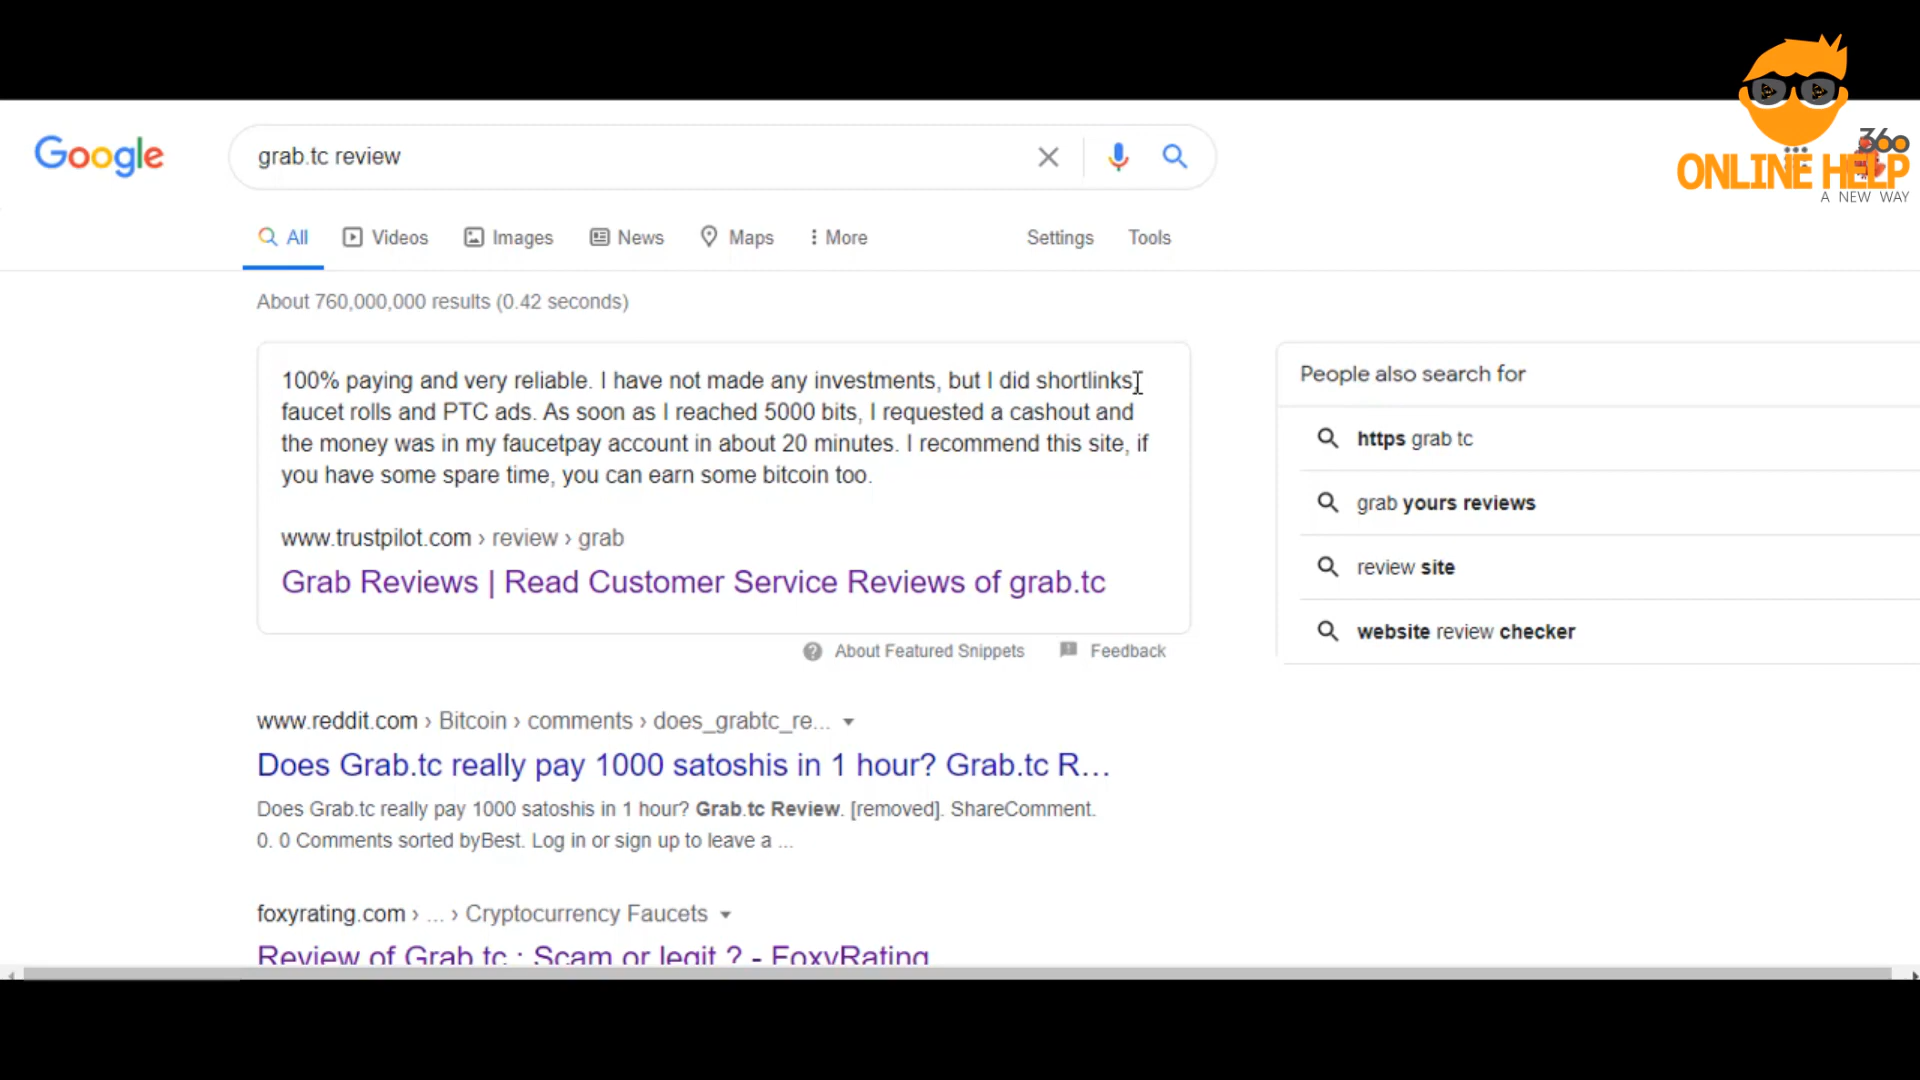 Google
grab.tc review
360
ONLINE HELP
A NEW WAY
All
Videos
Images
News
Maps
More
Settings
Tools
About 760,000,000 results (0.42 seconds)
100% paying and very reliable. I have not made any investments, but I did shortlinks,
faucet rolls and PTC ads. As soon as I reached 5000 bits, I requested a cashout and
the money was in my faucetpay account in about 20 minutes. I recommend this site, if
you have some spare time, you can earn some bitcoin too.
www.trustpilot.com › review › grab
Grab Reviews | Read Customer Service Reviews of grab.tc
About Featured Snippets
Feedback
People also search for
https grab tc
grab yours reviews
review site
website review checker
www.reddit.com › Bitcoin › comments › does_grabtc_re...
Does Grab.tc really pay 1000 satoshis in 1 hour? Grab.tc R...
Does Grab.tc really pay 1000 satoshis in 1 hour? Grab.tc Review. [removed]. ShareComment.
0. 0 Comments sorted byBest. Log in or sign up to leave a ...
foxyrating.com › ... › Cryptocurrency Faucets
Review of Grab tc : Scam or legit ? - FoxyRating